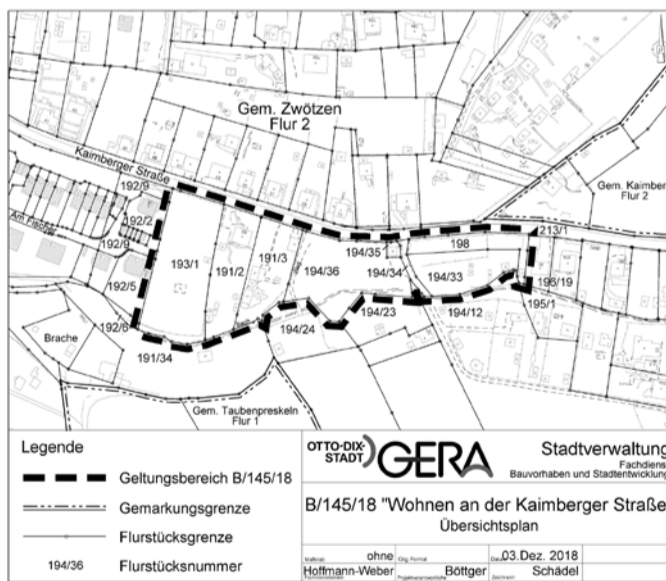 Gem. Zwötzen
Flur 2
Kaimberger Straße
Gem. Kaimber
Flur 2
192/9
192/2
Am Fischer
192/9
192/5
192/6
193/1
191/2
191/3
194/36
194/35
194/34
198
194/33
213/1
196/19
195/1
194/12
194/23
194/24
191/34
Brache
Gem. Taubenpreskeln
Flur 1
Legende
Geltungsbereich B/145/18
Gemarkungsgrenze
Flurstücksgrenze
194/36 Flurstücksnummer
OTTO-DIX-
STADT
GERA
Stadtverwaltung
Fachdiens
Bauvorhaben und Stadtentwicklung
B/145/18 "Wohnen an der Kaimberger Straße
Übersichtsplan
ohne 03.Dez. 2018
Hoffmann-Weber Böttger Schädel